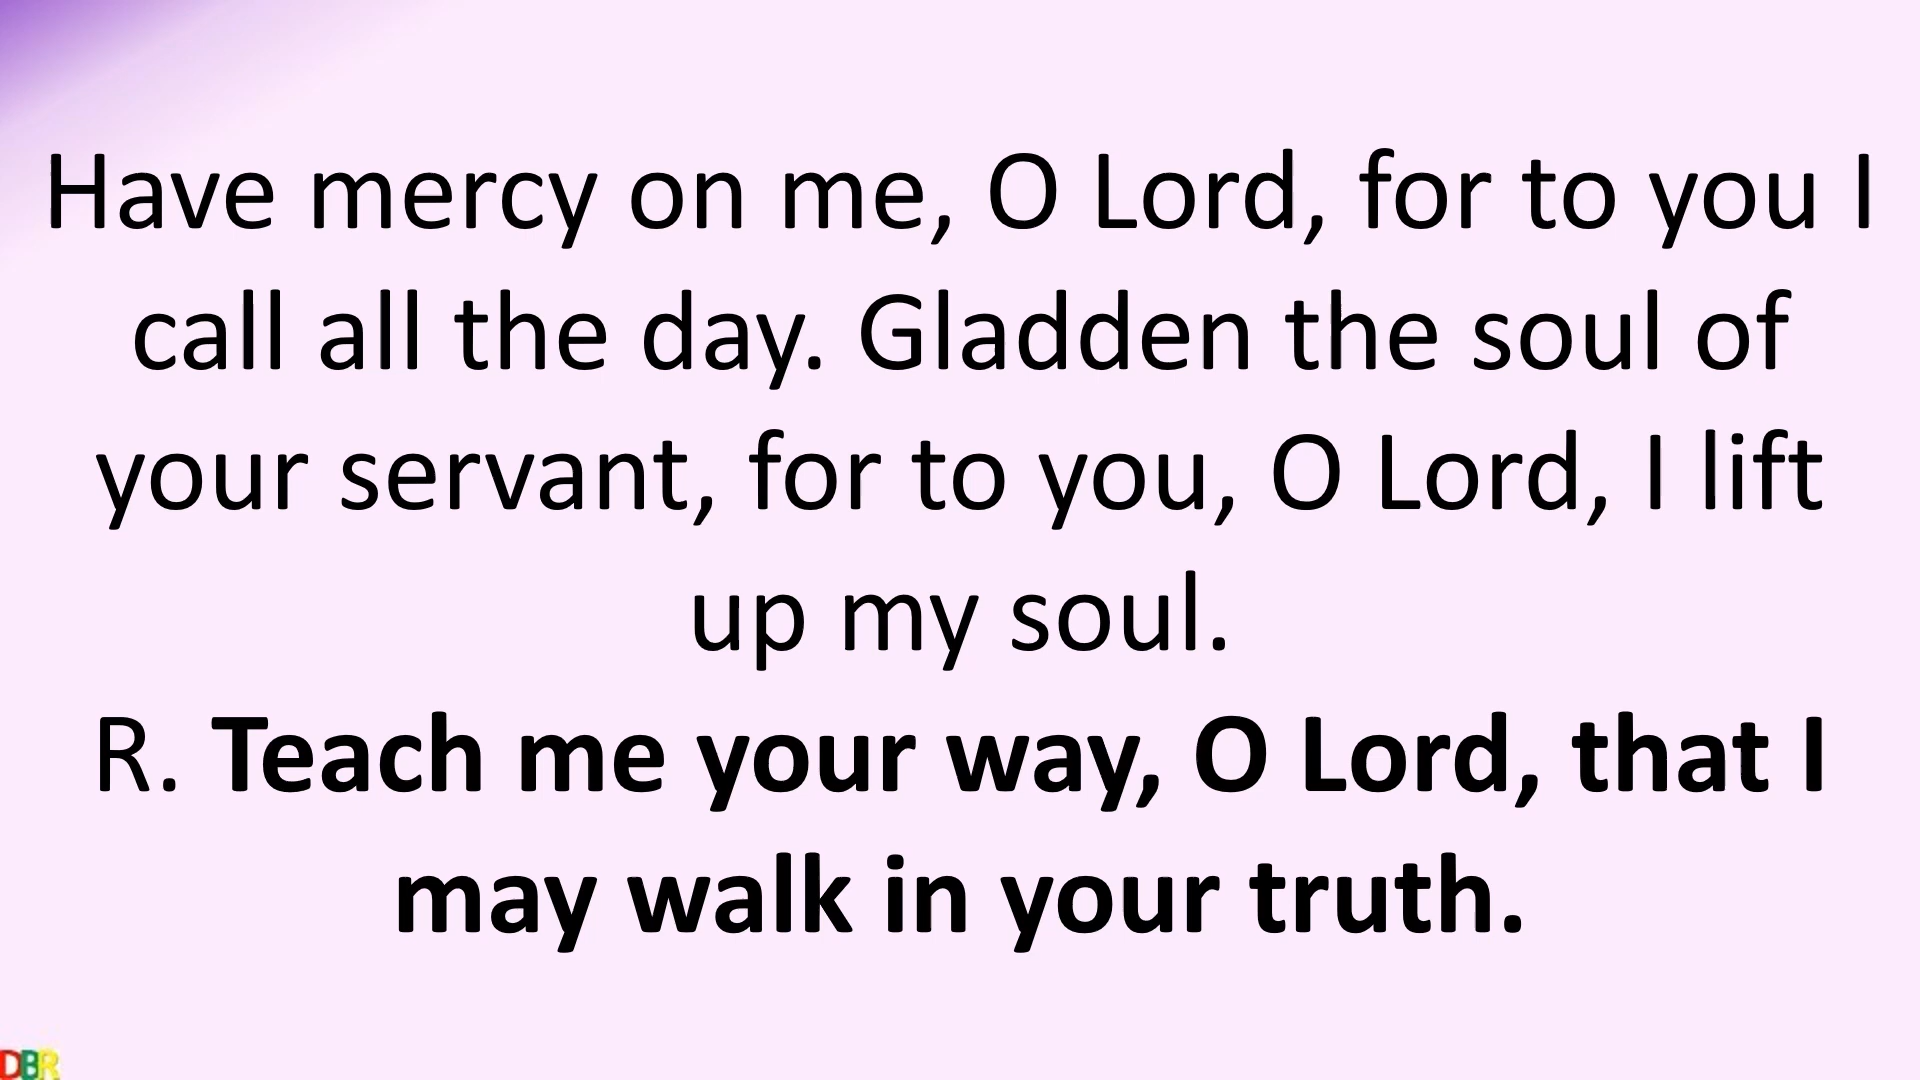 Have mercy on me, O Lord, for to you I
call all the day. Gladden the soul of
your servant, for to you, O Lord, I lift
up my soul.
R. Teach me your way, O Lord, that I
may walk in your truth.
DBR